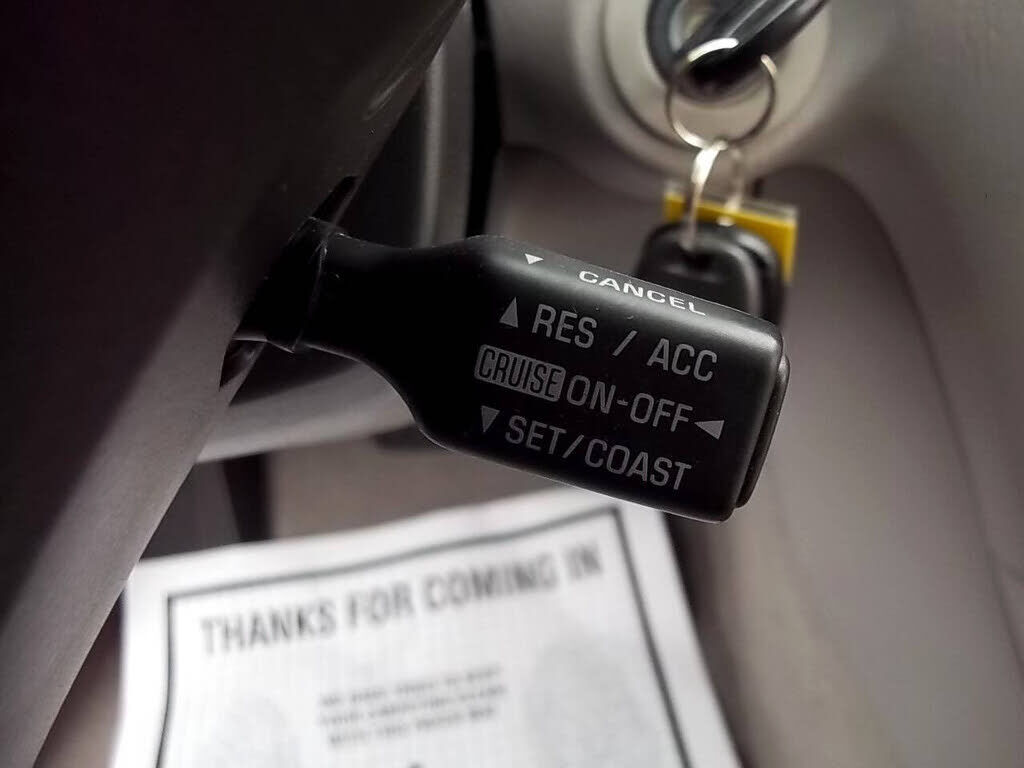 ▼ CANCEL
▲ RES / ACC
CRUISE ON-OFF ◄
▼ SET/COAST
THANKS FOR COMING IN